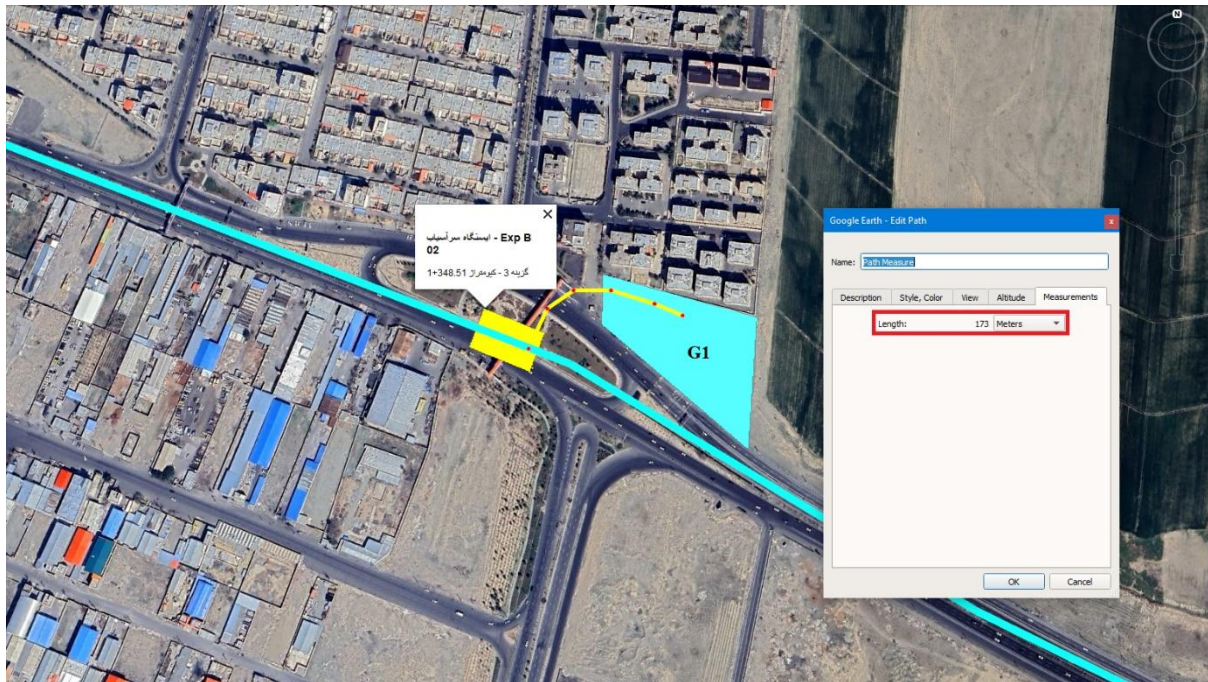 N
Exp B - ایستگاه سرآسیاب
02
گزینه 3 - کیلومتراژ 1+348.51
G1
Google Earth - Edit Path
x
Name: Path Measure
Description Style, Color View Altitude Measurements
Length: 173 Meters
OK Cancel